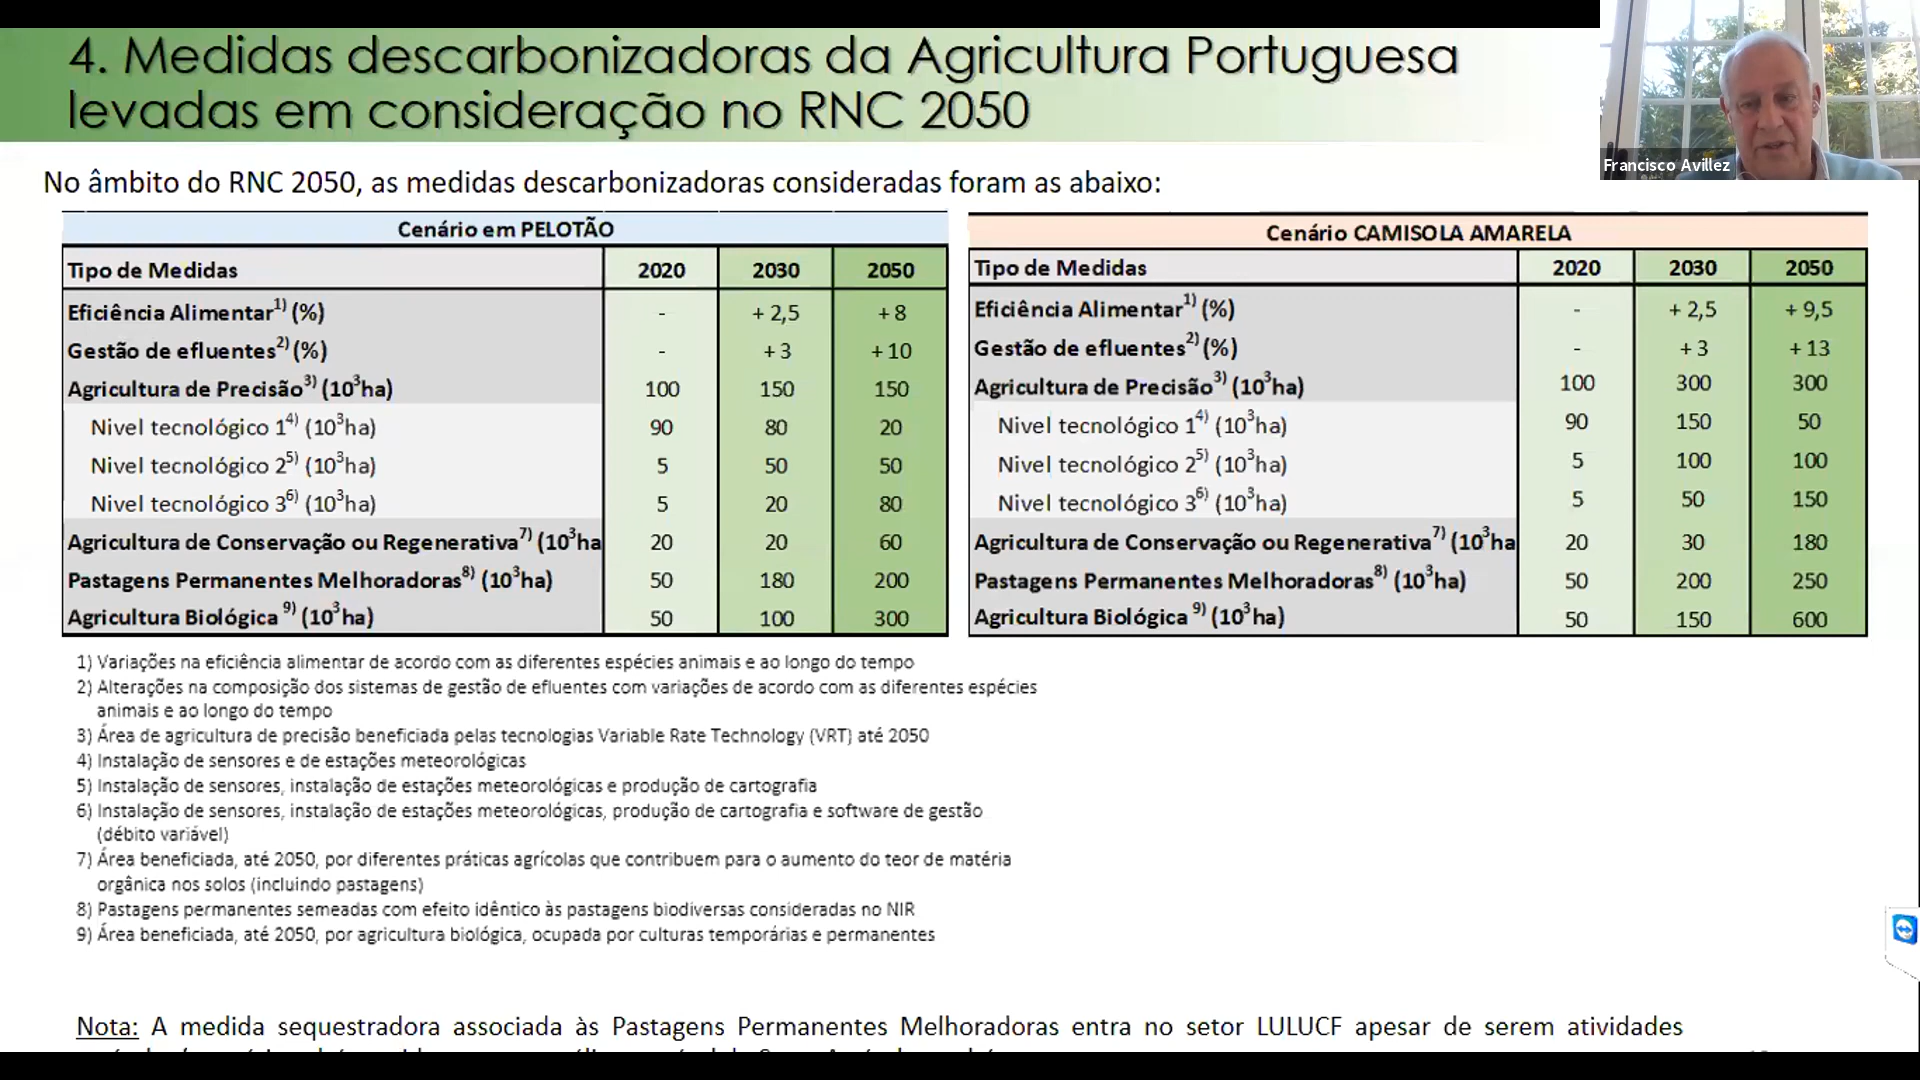 4. Medidas descarbonizadoras da Agricultura Portuguesa
levadas em consideração no RNC 2050
Francisco Avillez
No âmbito do RNC 2050, as medidas descarbonizadoras consideradas foram as abaixo:
Cenário em PELOTÃO
Tipo de Medidas 2020 2030 2050
Eficiência Alimentar1) (%) - + 2,5 + 8
Gestão de efluentes2) (%) - + 3 + 10
Agricultura de Precisão3) (103ha) 100 150 150
Nivel tecnológico 14) (103ha) 90 80 20
Nivel tecnológico 25) (103ha) 5 50 50
Nivel tecnológico 36) (103ha) 5 20 80
Agricultura de Conservação ou Regenerativa7) (103ha 20 20 60
Pastagens Permanentes Melhoradoras8) (103ha) 50 180 200
Agricultura Biológica 9) (103ha) 50 100 300
Cenário CAMISOLA AMARELA
Tipo de Medidas 2020 2030 2050
Eficiência Alimentar1) (%) - + 2,5 + 9,5
Gestão de efluentes2) (%) - + 3 + 13
Agricultura de Precisão3) (103ha) 100 300 300
Nivel tecnológico 14) (103ha) 90 150 50
Nivel tecnológico 25) (103ha) 5 100 100
Nivel tecnológico 36) (103ha) 5 50 150
Agricultura de Conservação ou Regenerativa7) (103ha 20 30 180
Pastagens Permanentes Melhoradoras8) (103ha) 50 200 250
Agricultura Biológica 9) (103ha) 50 150 600
1) Variações na eficiência alimentar de acordo com as diferentes espécies animais e ao longo do tempo
2) Alterações na composição dos sistemas de gestão de efluentes com variações de acordo com as diferentes espécies
animais e ao longo do tempo
3) Área de agricultura de precisão beneficiada pelas tecnologias Variable Rate Technology (VRT) até 2050
4) Instalação de sensores e de estações meteorológicas
5) Instalação de sensores, instalação de estações meteorológicas e produção de cartografia
6) Instalação de sensores, instalação de estações meteorológicas, produção de cartografia e software de gestão
(débito variável)
7) Área beneficiada, até 2050, por diferentes práticas agrícolas que contribuem para o aumento do teor de matéria
orgânica nos solos (incluindo pastagens)
8) Pastagens permanentes semeadas com efeito idêntico às pastagens biodiversas consideradas no NIR
9) Área beneficiada, até 2050, por agricultura biológica, ocupada por culturas temporárias e permanentes
Nota: A medida sequestradora associada às Pastagens Permanentes Melhoradoras entra no setor LULUCF apesar de serem atividades